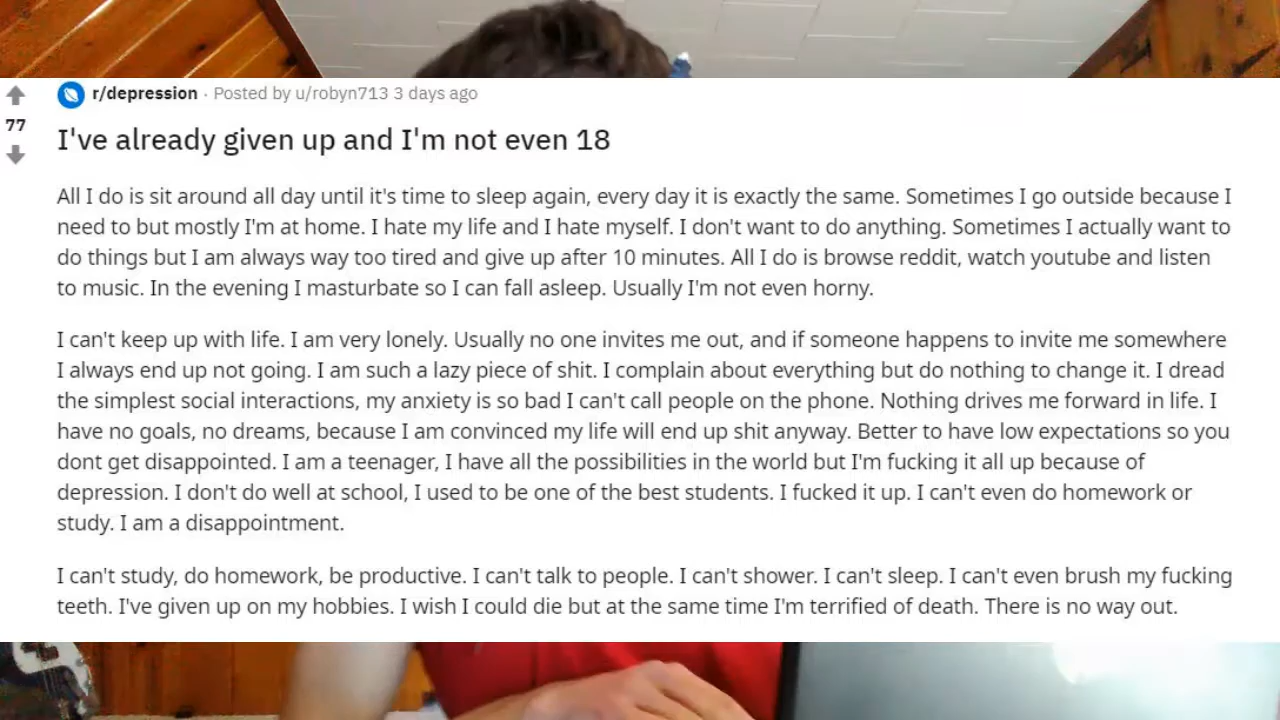 r/depression · Posted by u/robyn713 3 days ago
77
I've already given up and I'm not even 18
All I do is sit around all day until it's time to sleep again, every day it is exactly the same. Sometimes I go outside because I
need to but mostly I'm at home. I hate my life and I hate myself. I don't want to do anything. Sometimes I actually want to
do things but I am always way too tired and give up after 10 minutes. All I do is browse reddit, watch youtube and listen
to music. In the evening I masturbate so I can fall asleep. Usually I'm not even horny.
I can't keep up with life. I am very lonely. Usually no one invites me out, and if someone happens to invite me somewhere
I always end up not going. I am such a lazy piece of shit. I complain about everything but do nothing to change it. I dread
the simplest social interactions, my anxiety is so bad I can't call people on the phone. Nothing drives me forward in life. I
have no goals, no dreams, because I am convinced my life will end up shit anyway. Better to have low expectations so you
dont get disappointed. I am a teenager, I have all the possibilities in the world but I'm fucking it all up because of
depression. I don't do well at school, I used to be one of the best students. I fucked it up. I can't even do homework or
study. I am a disappointment.
I can't study, do homework, be productive. I can't talk to people. I can't shower. I can't sleep. I can't even brush my fucking
teeth. I've given up on my hobbies. I wish I could die but at the same time I'm terrified of death. There is no way out.